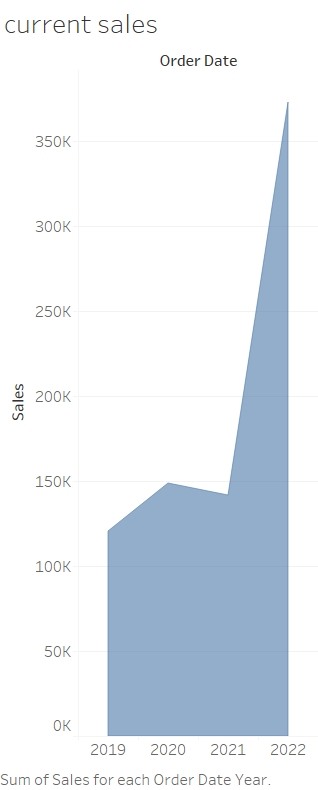 current sales
Order Date
350K
300K
250K
200K
150K
100K
50K
0K
Sales
2019 2020 2021 2022
Sum of Sales for each Order Date Year.